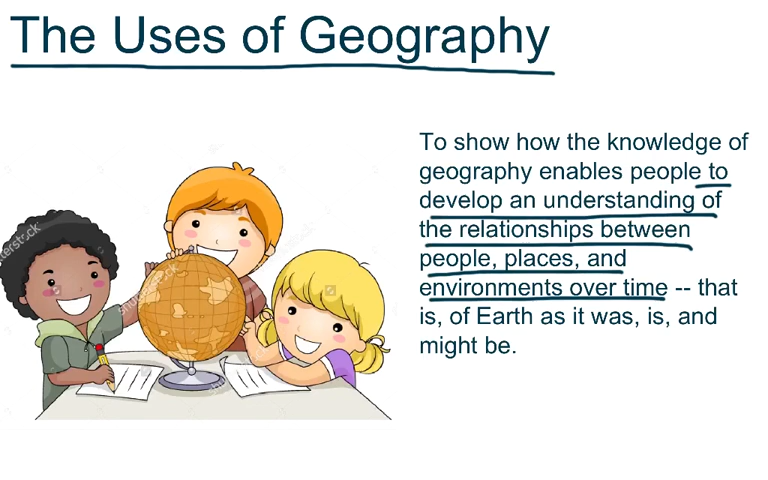 The Uses of Geography
To show how the knowledge of
geography enables people to
develop an understanding of
the relationships between
people, places, and
environments over time -- that
is, of Earth as it was, is, and
might be.